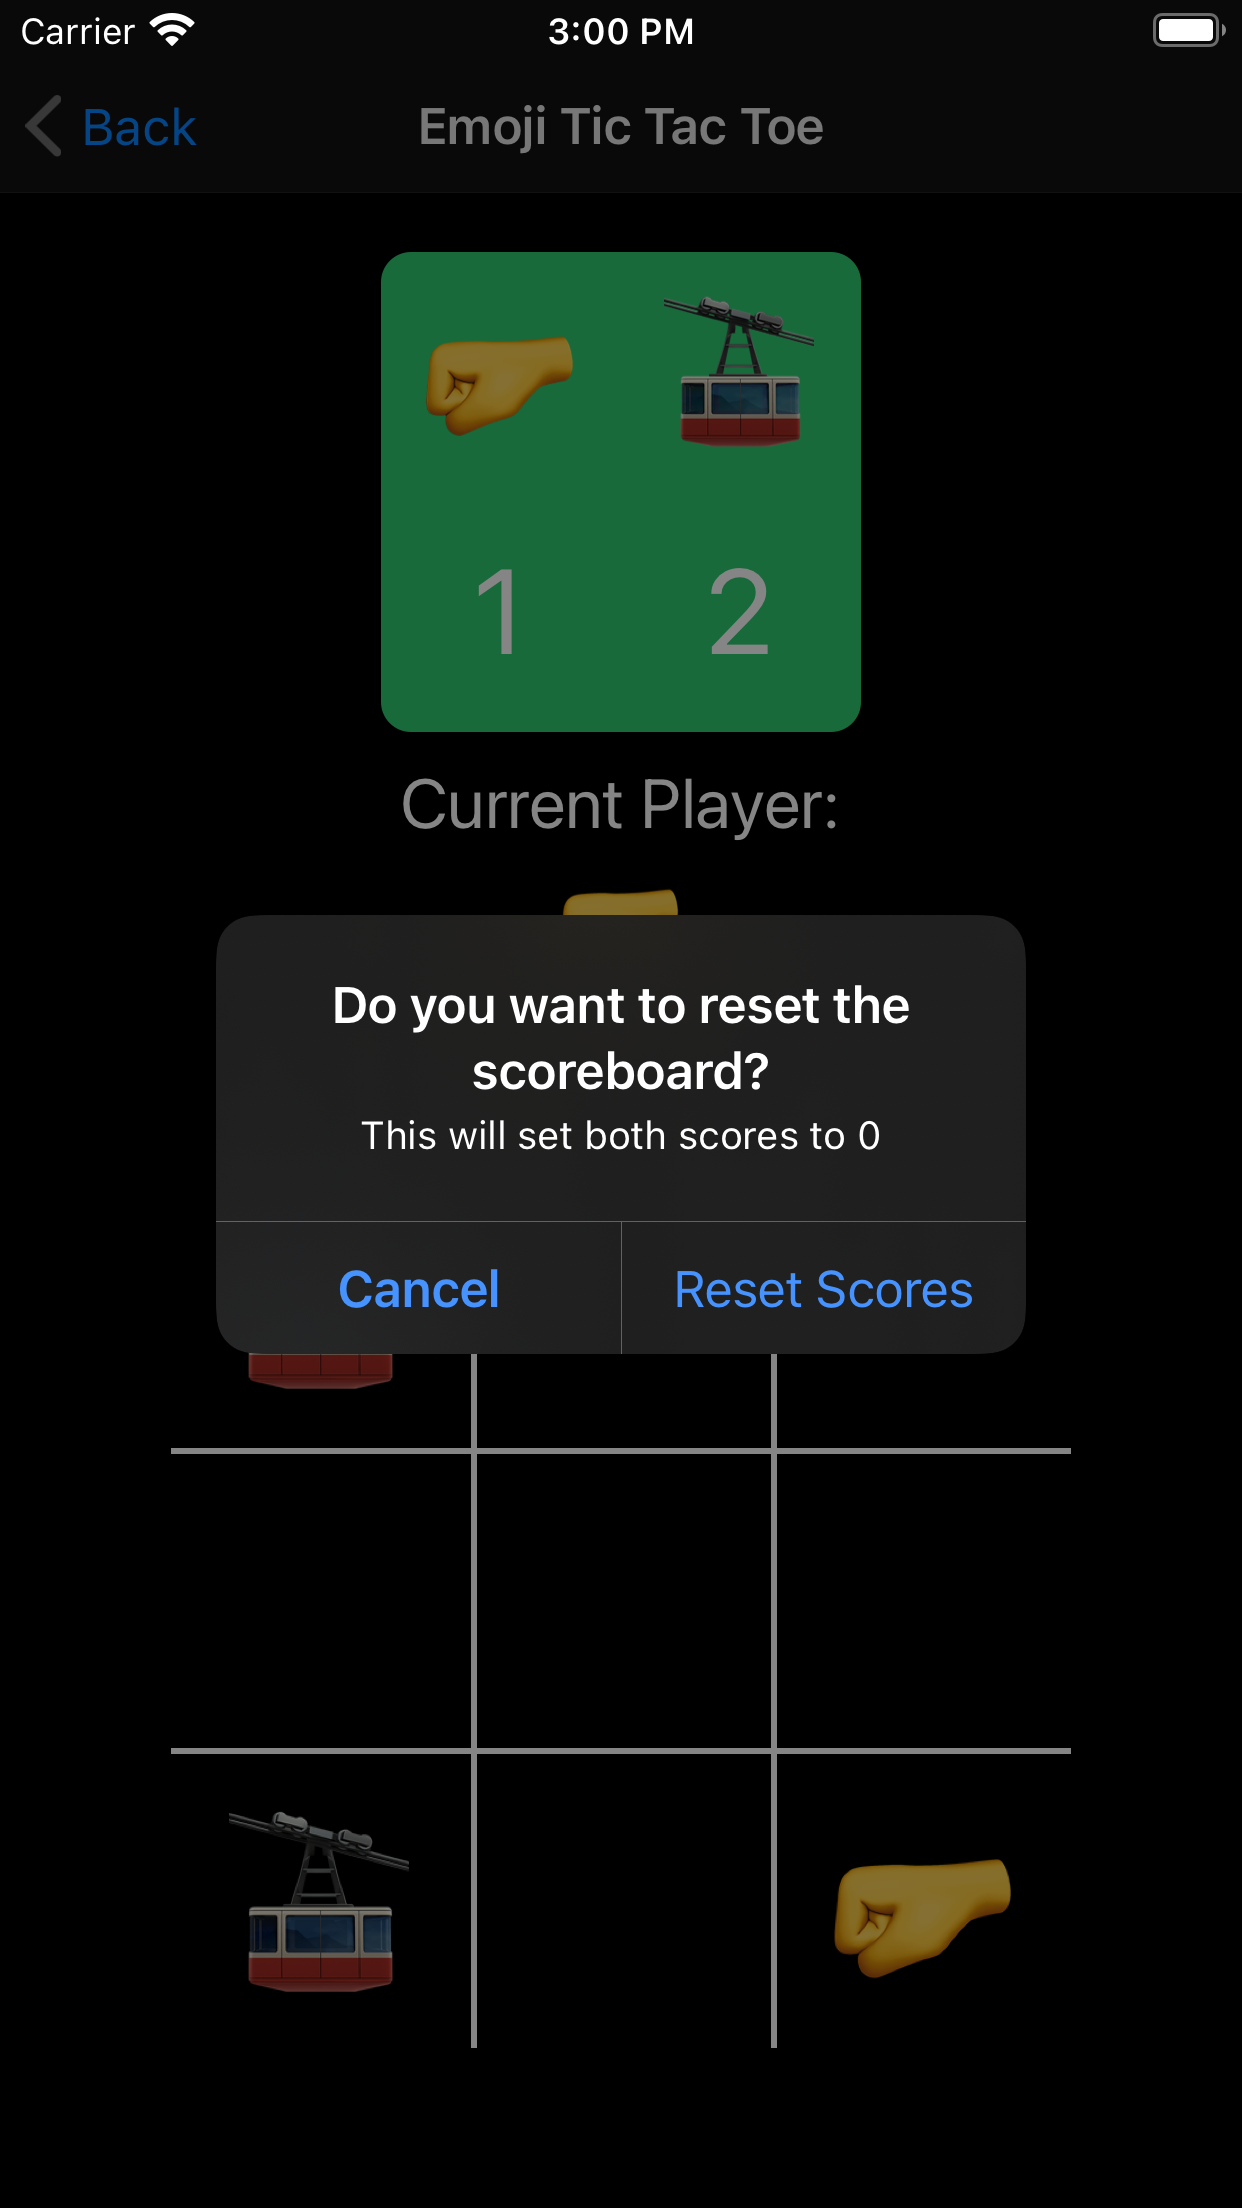 Carrier 3:00 PM
Back Emoji Tic Tac Toe
1 2
Current Player:
Do you want to reset the
scoreboard?
This will set both scores to 0
Cancel Reset Scores